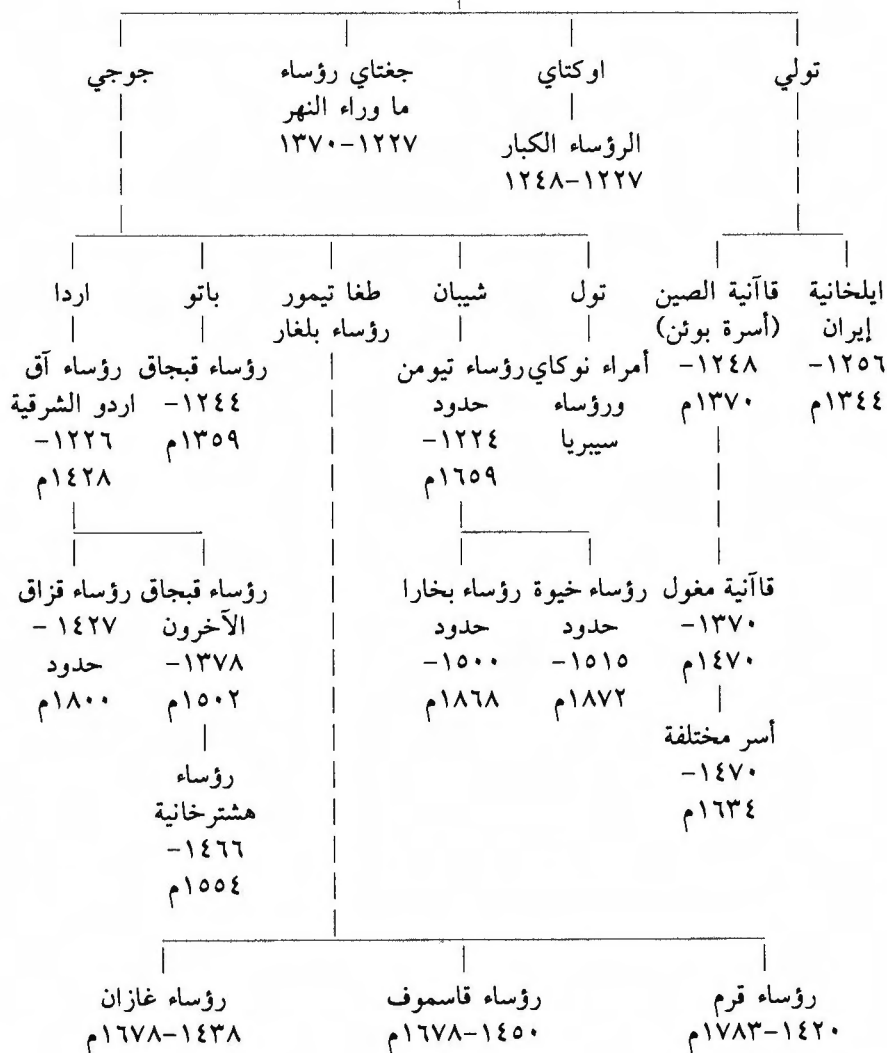 تولي
اوكتاي
الرؤساء الكبار
١٢٢٧-١٢٤٨
جغتاي رؤساء
ما وراء النهر
١٢٢٧-١٣٧٠
جوجي
ايلخانية
إيران
١٢٥٦-
١٣٤٤م
قاآنية الصين
(أسرة بوئن)
١٢٤٨-
١٣٧٠م
تول
أمراء نوكاي
ورؤساء
سيبريا
شيبان
رؤساء تيومن
حدود
١٢٢٤-
١٦٥٩م
طغا تيمور
رؤساء بلغار
باتو
رؤساء قبجاق
١٢٤٤-
١٣٥٩م
اردا
رؤساء آق
اردو الشرقية
١٢٢٦-
١٤٢٨م
قاآنية مغول
١٣٧٠-
١٤٧٠م
أسر مختلفة
١٤٧٠-
١٦٣٤م
رؤساء خيوة
حدود
١٥١٥-
١٨٧٢م
رؤساء بخارا
حدود
١٥٠٠-
١٨٦٨م
رؤساء قبجاق
الآخرون
١٣٧٨-
١٥٠٢م
رؤساء
هشترخانية
١٤٦٦-
١٥٥٤م
رؤساء قزاق
١٤٢٧-
حدود
١٨٠٠م
رؤساء قرم
١٤٢٠-١٧٨٣م
رؤساء قاسموف
١٤٥٠-١٦٧٨م
رؤساء غازان
١٤٣٨-١٦٧٨م